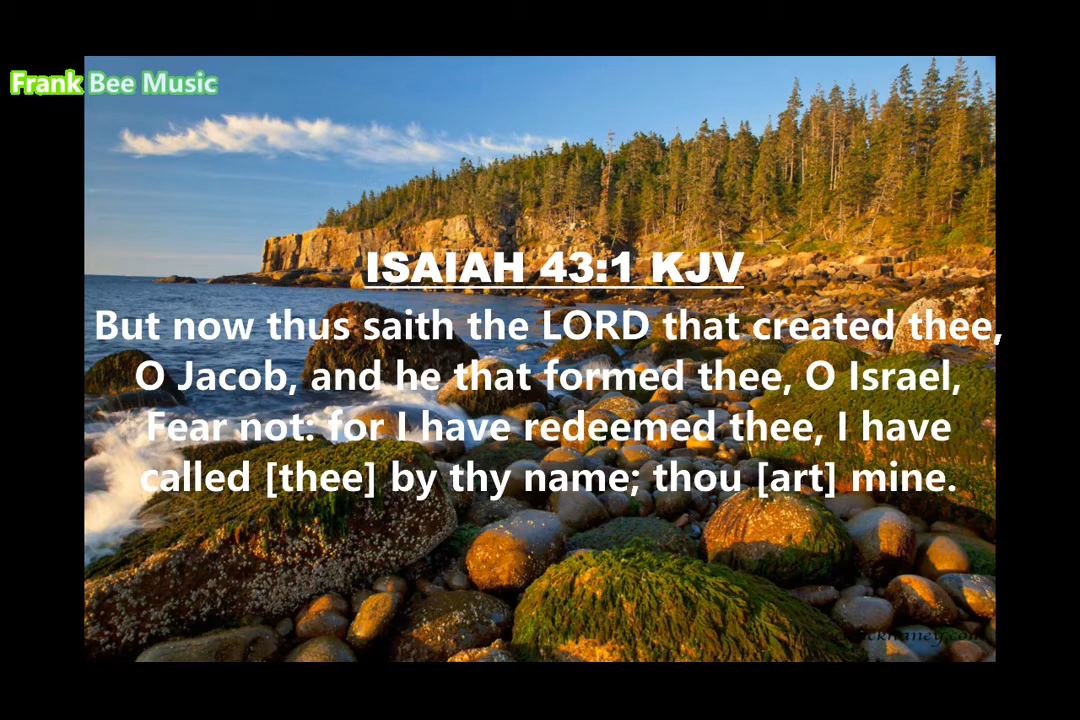 Frank Bee Music
ISAIAH 43:1 KJV
But now thus saith the LORD that created thee,
O Jacob, and he that formed thee, O Israel,
Fear not: for I have redeemed thee, I have
called [thee] by thy name; thou [art] mine.